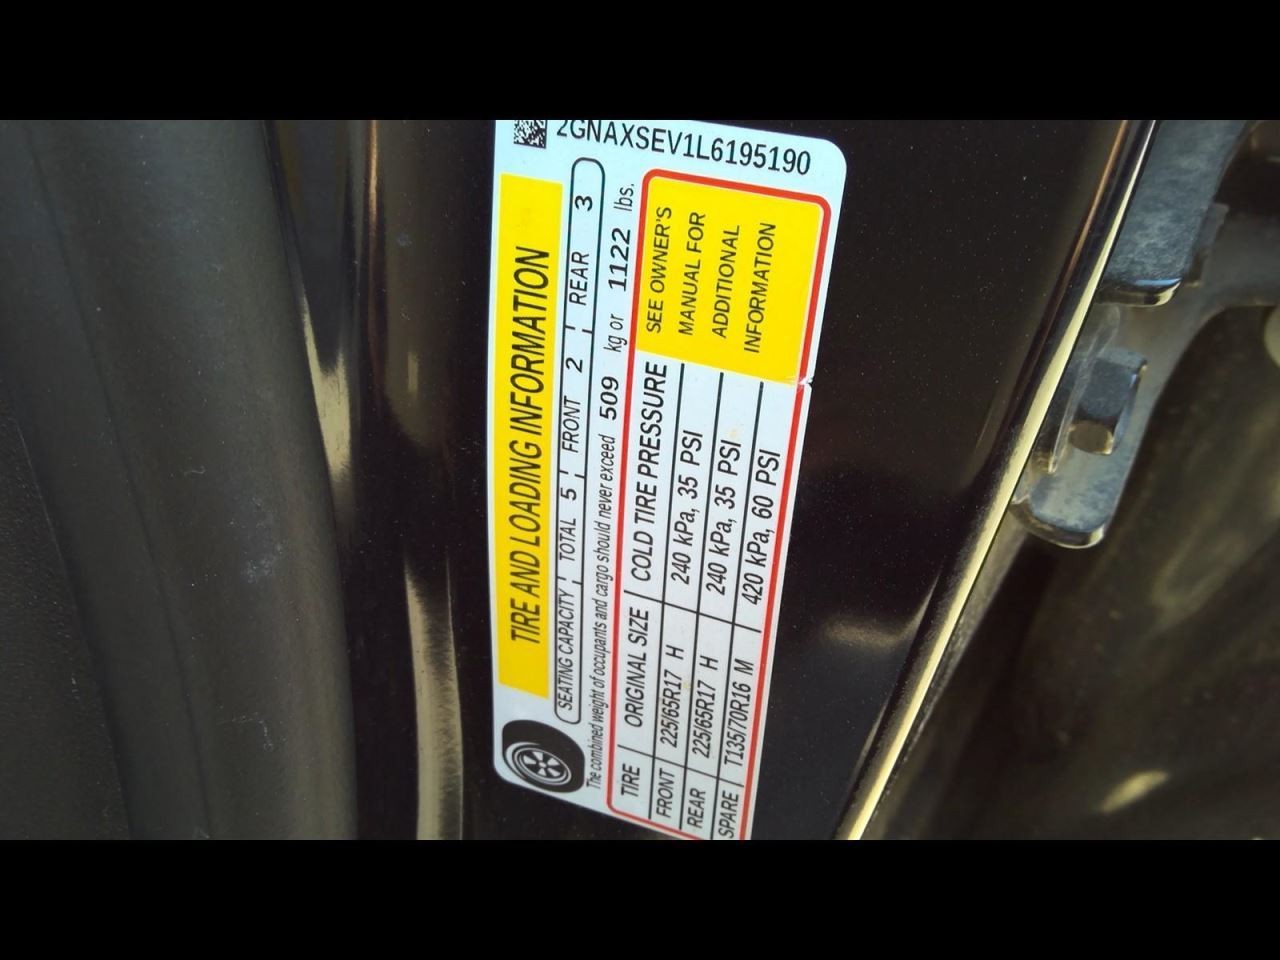 2GNAXSEV1L6195190
TIRE AND LOADING INFORMATION
SEATING CAPACITY TOTAL 5 FRONT 2 REAR 3
The combined weight of occupants and cargo should never exceed 509 kg or 1122 lbs.
TIRE ORIGINAL SIZE COLD TIRE PRESSURE
FRONT 225/65R17 H 240 kPa, 35 PSI
REAR 225/65R17 H 240 kPa, 35 PSI
SPARE T135/70R16 M 420 kPa, 60 PSI
SEE OWNER'S
MANUAL FOR
ADDITIONAL
INFORMATION